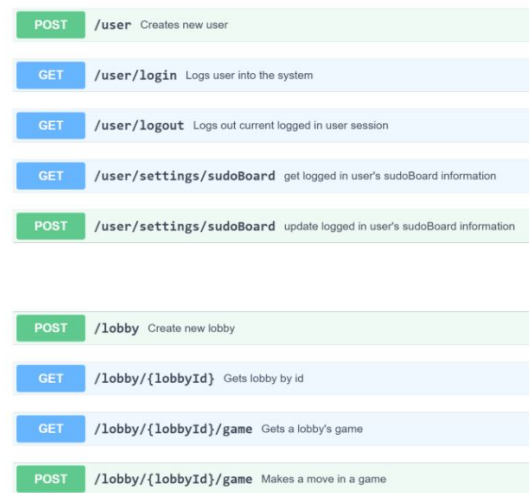 POST /user Creates new user
GET /user/login Logs user into the system
GET /user/logout Logs out current logged in user session
GET /user/settings/sudoBoard get logged in user's sudoBoard information
POST /user/settings/sudoBoard update logged in user's sudoBoard information
POST /lobby Create new lobby
GET /lobby/{lobbyId} Gets lobby by id
GET /lobby/{lobbyId}/game Gets a lobby's game
POST /lobby/{lobbyId}/game Makes a move in a game